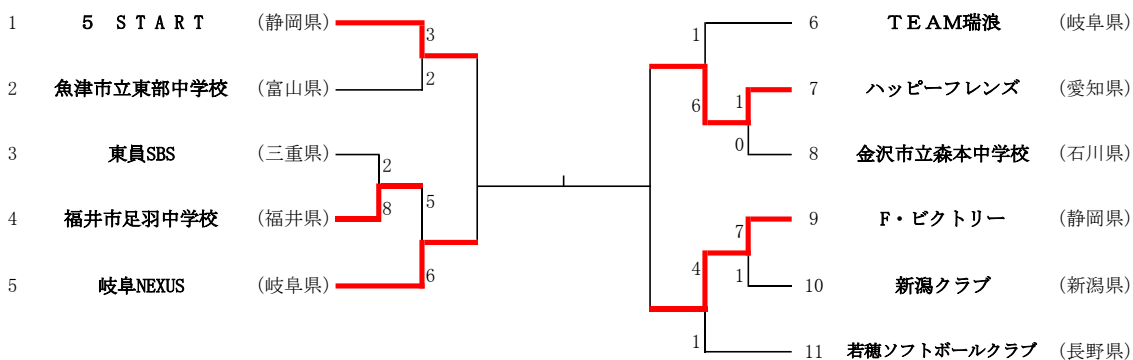 1 5 START (静岡県)
3
2
2 魚津市立東部中学校 (富山県)
3 東員SBS (三重県)
2
8
5
4 福井市足羽中学校 (福井県)
6
5 岐阜NEXUS (岐阜県)
1
6 TEAM瑞浪 (岐阜県)
6
1
7 ハッピーフレンズ (愛知県)
0
8 金沢市立森本中学校 (石川県)
7
9 F・ビクトリー (静岡県)
4
1
10 新潟クラブ (新潟県)
1
11 若穂ソフトボールクラブ (長野県)